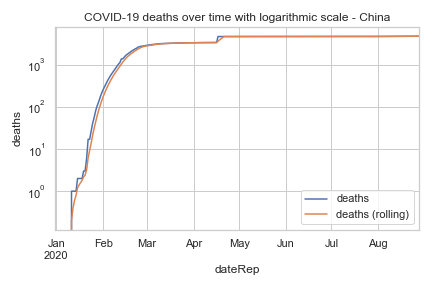 COVID-19 deaths over time with logarithmic scale - China
deaths
10³
10²
10¹
10⁰
deaths
deaths (rolling)
Jan Feb Mar Apr May Jun Jul Aug
2020
dateRep